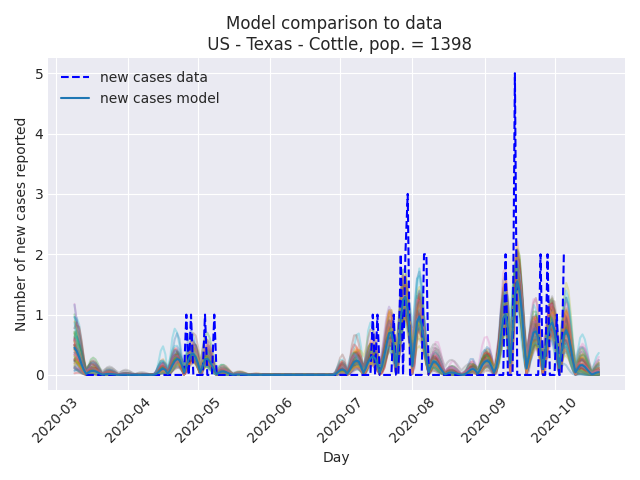 Model comparison to data
US - Texas - Cottle, pop. = 1398
new cases data
new cases model
Number of new cases reported
5
4
3
2
1
0
2020-03
2020-04
2020-05
2020-06
2020-07
2020-08
2020-09
2020-10
Day